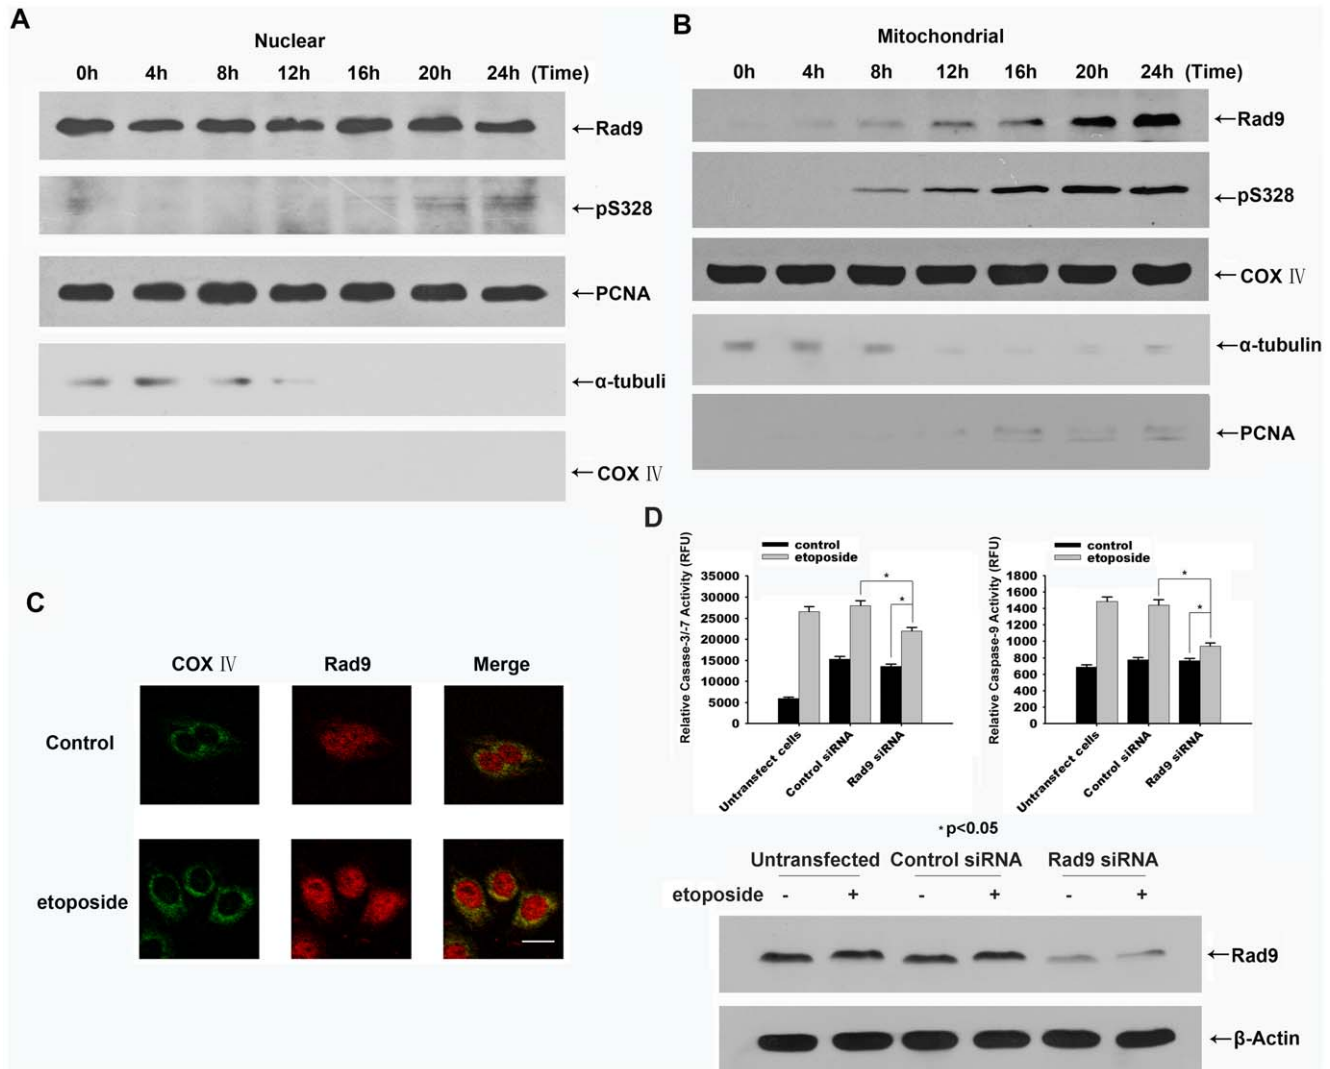 A
Nuclear
0h 4h 8h 12h 16h 20h 24h (Time)
←Rad9
←pS328
←PCNA
←α-tubuli
←COX Ⅳ
B
Mitochondrial
0h 4h 8h 12h 16h 20h 24h (Time)
←Rad9
←pS328
←COX Ⅳ
←α-tubulin
←PCNA
C
COX Ⅳ Rad9 Merge
Control
etoposide
D
control
etoposide
Relative Casase-3/-7 Activity (RFU)
35000
30000
25000
20000
15000
10000
5000
0
*
*
Untransfect cells
Control siRNA
Rad9 siRNA
control
etoposide
Relative Caspase-9 Activity (RFU)
1800
1600
1400
1200
1000
800
600
400
200
0
*
*
Untransfect cells
Control siRNA
Rad9 siRNA
* p<0.05
Untransfected Control siRNA Rad9 siRNA
etoposide - + - + - +
←Rad9
←β-Actin